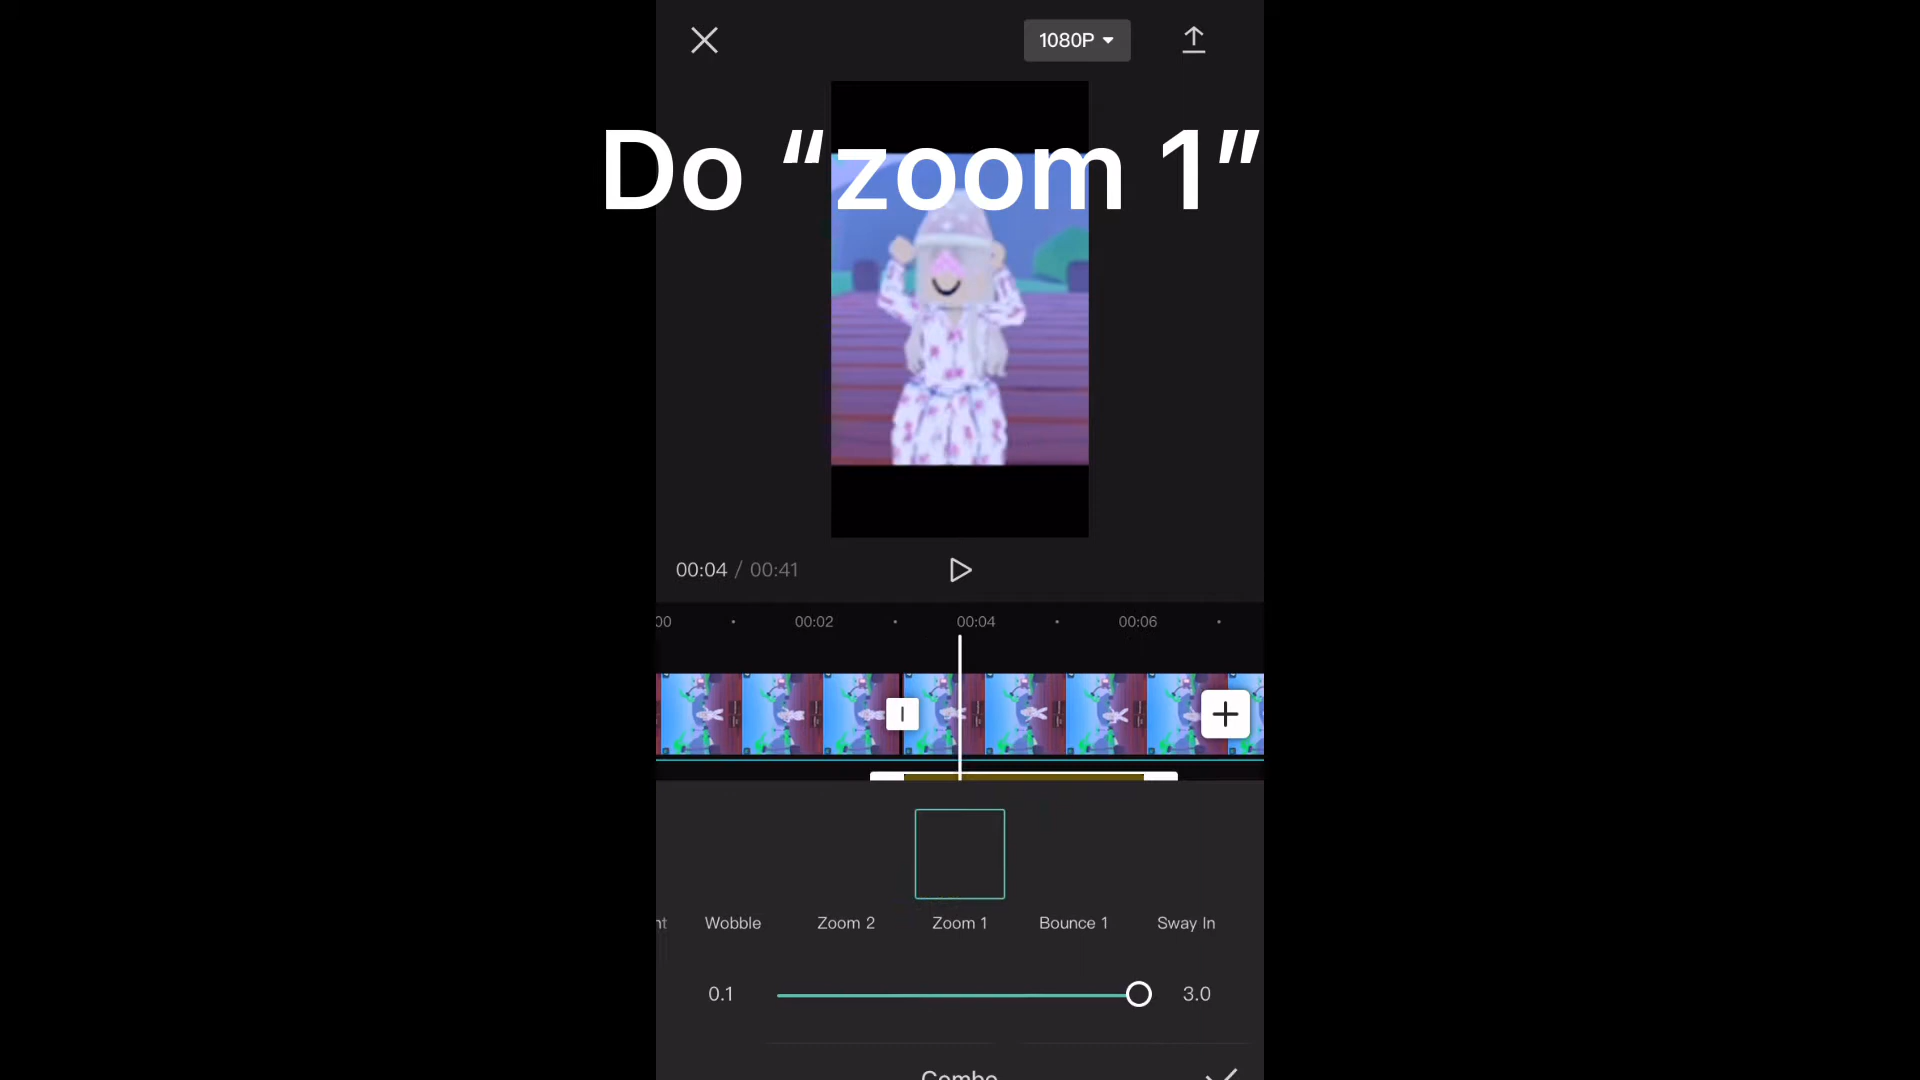 1080P
Do “zoom 1”
00:04 / 00:41
00 00:02 00:04 00:06
Wobble Zoom 2 Zoom 1 Bounce 1 Sway In
0.1 3.0
Combo